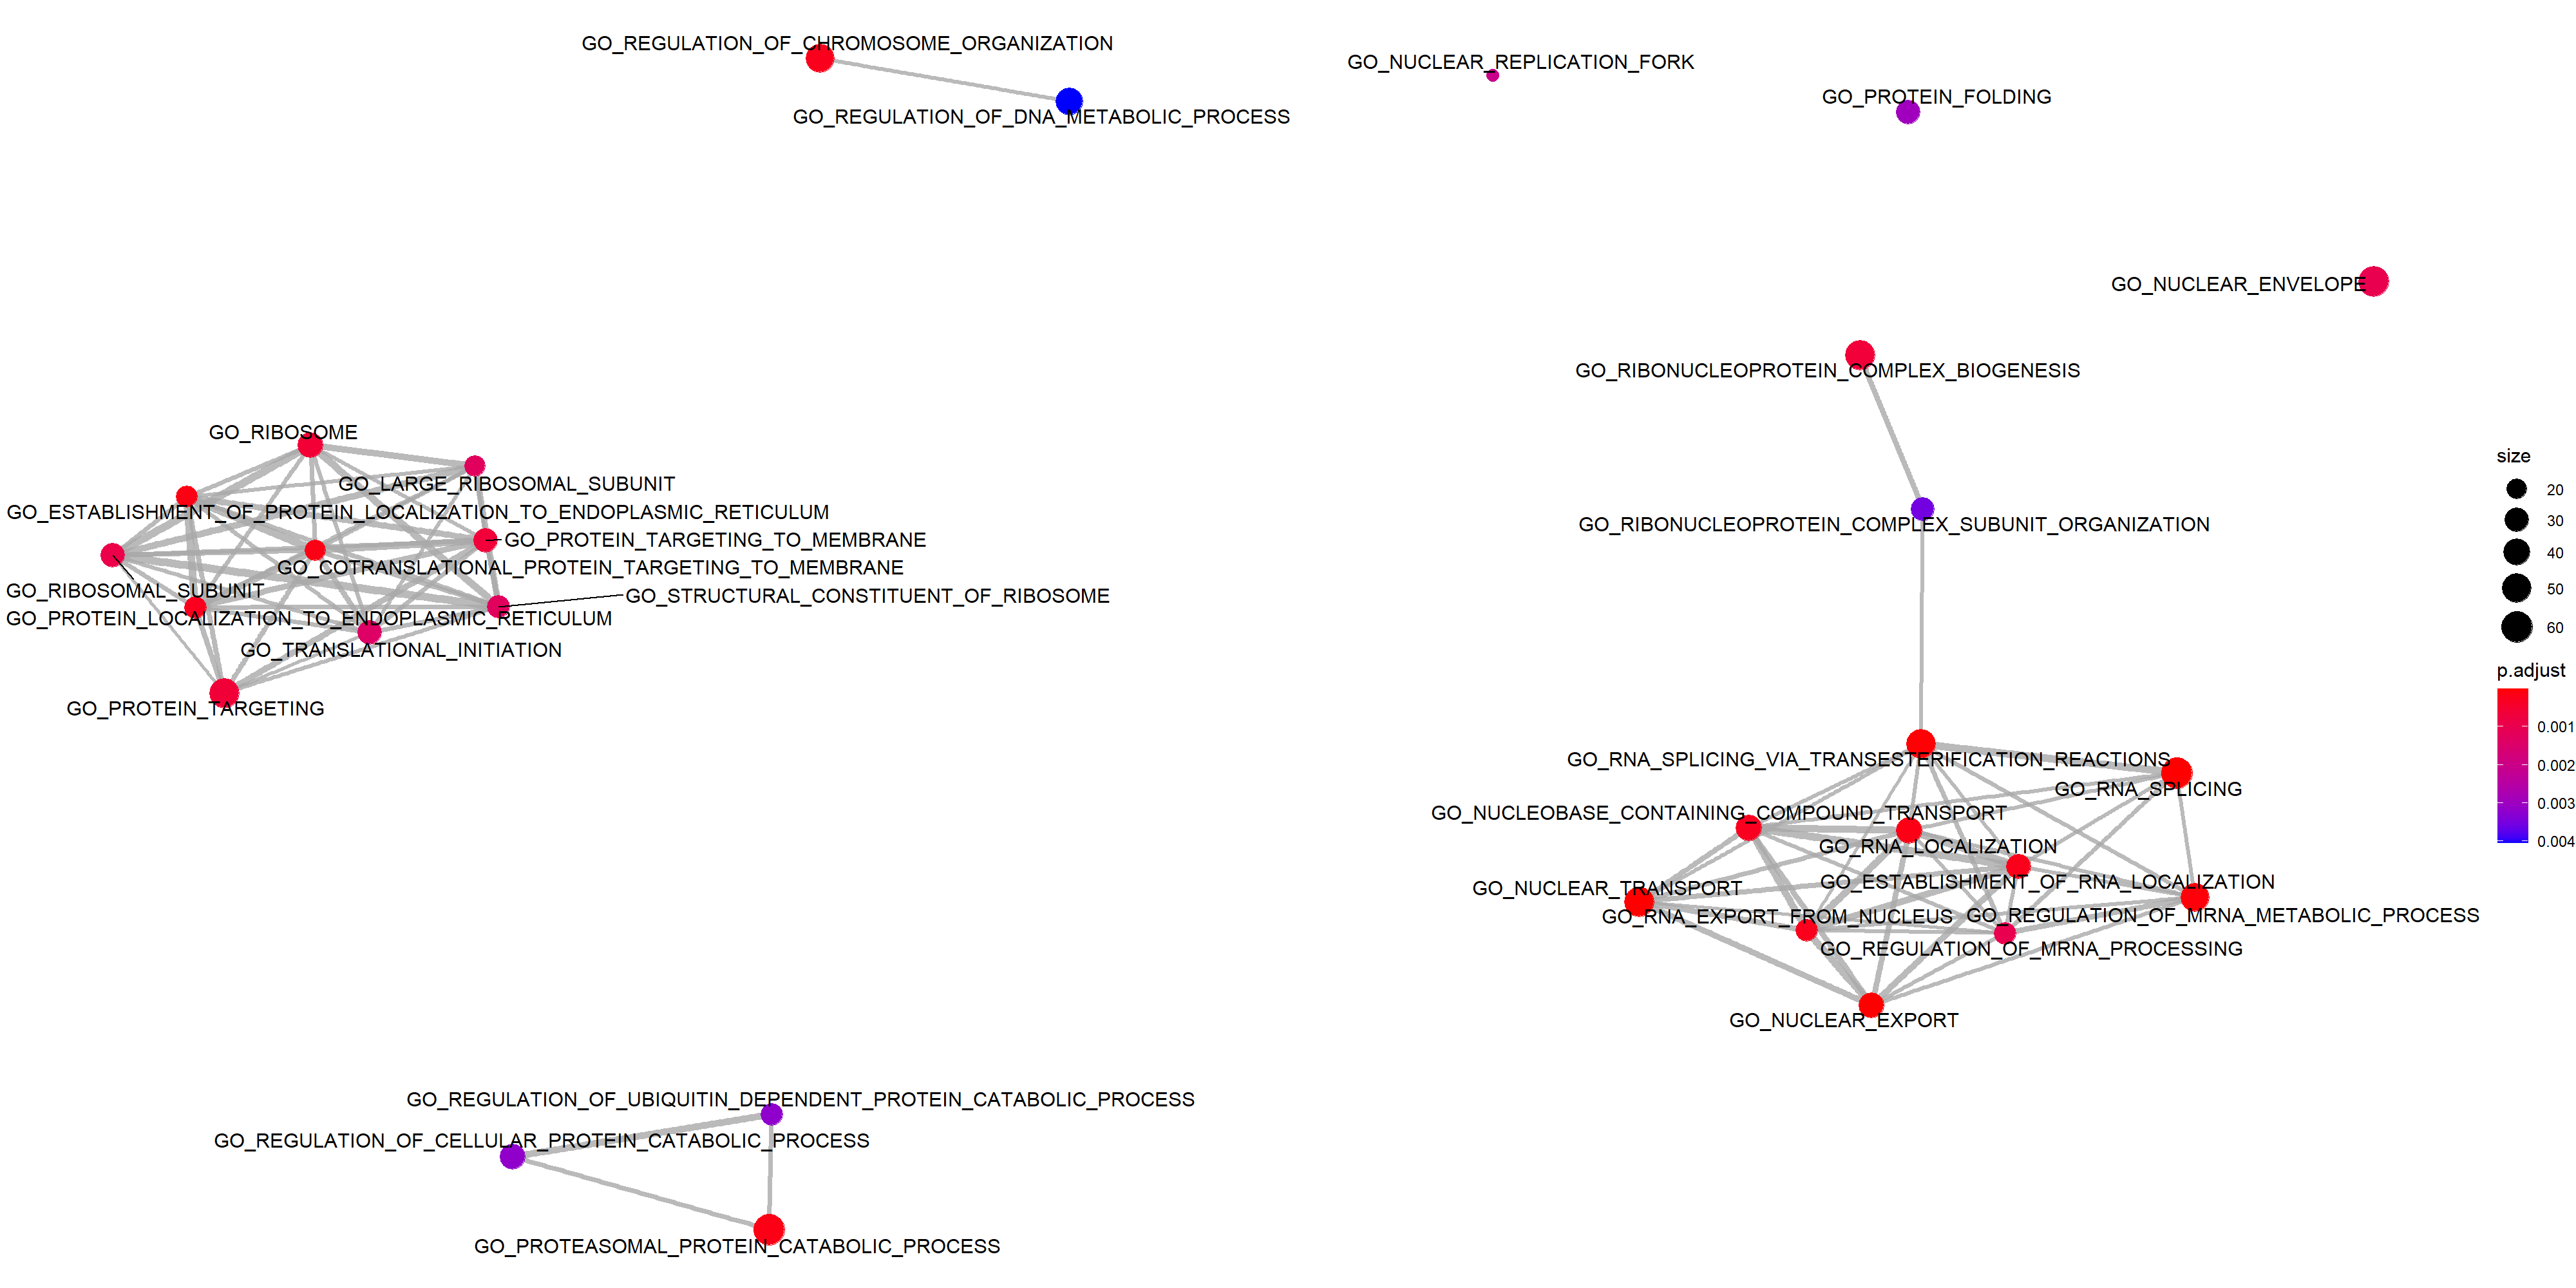 GO_REGULATION_OF_CHROMOSOME_ORGANIZATION
GO_NUCLEAR_REPLICATION_FORK
GO_PROTEIN_FOLDING
GO_REGULATION_OF_DNA_METABOLIC_PROCESS
GO_NUCLEAR_ENVELOPE
GO_RIBONUCLEOPROTEIN_COMPLEX_BIOGENESIS
GO_RIBOSOME
GO_LARGE_RIBOSOMAL_SUBUNIT
GO_ESTABLISHMENT_OF_PROTEIN_LOCALIZATION_TO_ENDOPLASMIC_RETICULUM
GO_PROTEIN_TARGETING_TO_MEMBRANE
GO_COTRANSLATIONAL_PROTEIN_TARGETING_TO_MEMBRANE
GO_RIBOSOMAL_SUBUNIT
GO_STRUCTURAL_CONSTITUENT_OF_RIBOSOME
GO_PROTEIN_LOCALIZATION_TO_ENDOPLASMIC_RETICULUM
GO_TRANSLATIONAL_INITIATION
GO_PROTEIN_TARGETING
GO_RIBONUCLEOPROTEIN_COMPLEX_SUBUNIT_ORGANIZATION
GO_RNA_SPLICING_VIA_TRANSESTERIFICATION_REACTIONS
GO_RNA_SPLICING
GO_NUCLEOBASE_CONTAINING_COMPOUND_TRANSPORT
GO_RNA_LOCALIZATION
GO_ESTABLISHMENT_OF_RNA_LOCALIZATION
GO_NUCLEAR_TRANSPORT
GO_RNA_EXPORT_FROM_NUCLEUS
GO_REGULATION_OF_MRNA_METABOLIC_PROCESS
GO_REGULATION_OF_MRNA_PROCESSING
GO_NUCLEAR_EXPORT
GO_REGULATION_OF_UBIQUITIN_DEPENDENT_PROTEIN_CATABOLIC_PROCESS
GO_REGULATION_OF_CELLULAR_PROTEIN_CATABOLIC_PROCESS
GO_PROTEASOMAL_PROTEIN_CATABOLIC_PROCESS
size
20
30
40
50
60
p.adjust
0.001
0.002
0.003
0.004